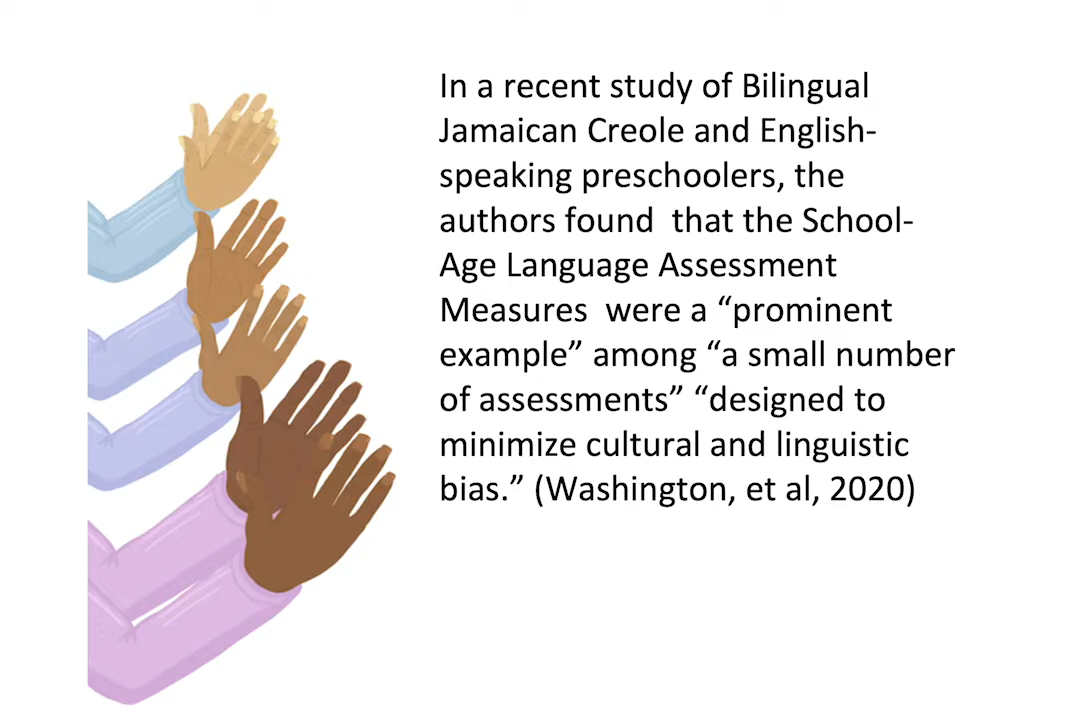 In a recent study of Bilingual
Jamaican Creole and English-
speaking preschoolers, the
authors found  that the School-
Age Language Assessment
Measures  were a “prominent
example” among “a small number
of assessments” “designed to
minimize cultural and linguistic
bias.” (Washington, et al, 2020)